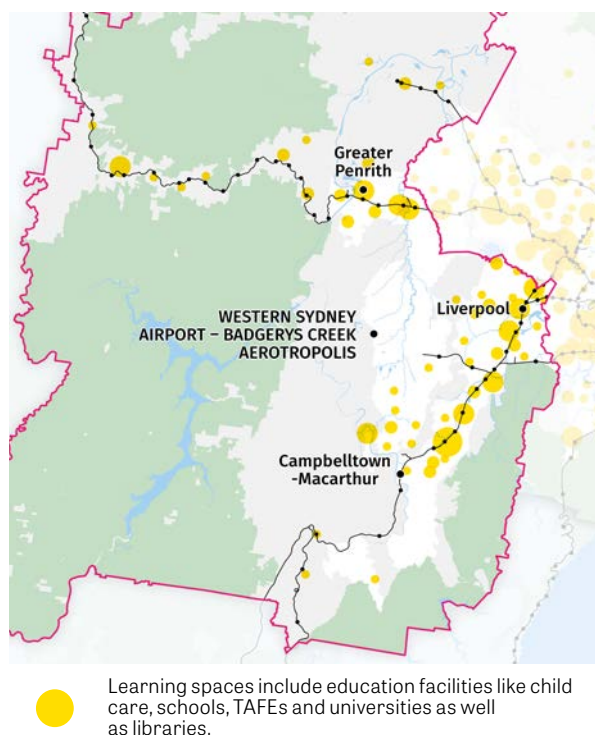 Greater
Penrith
Liverpool
WESTERN SYDNEY
AIRPORT – BADGERYS CREEK
AEROTROPOLIS
Campbelltown
-Macarthur
Learning spaces include education facilities like child
care, schools, TAFEs and universities as well
as libraries.